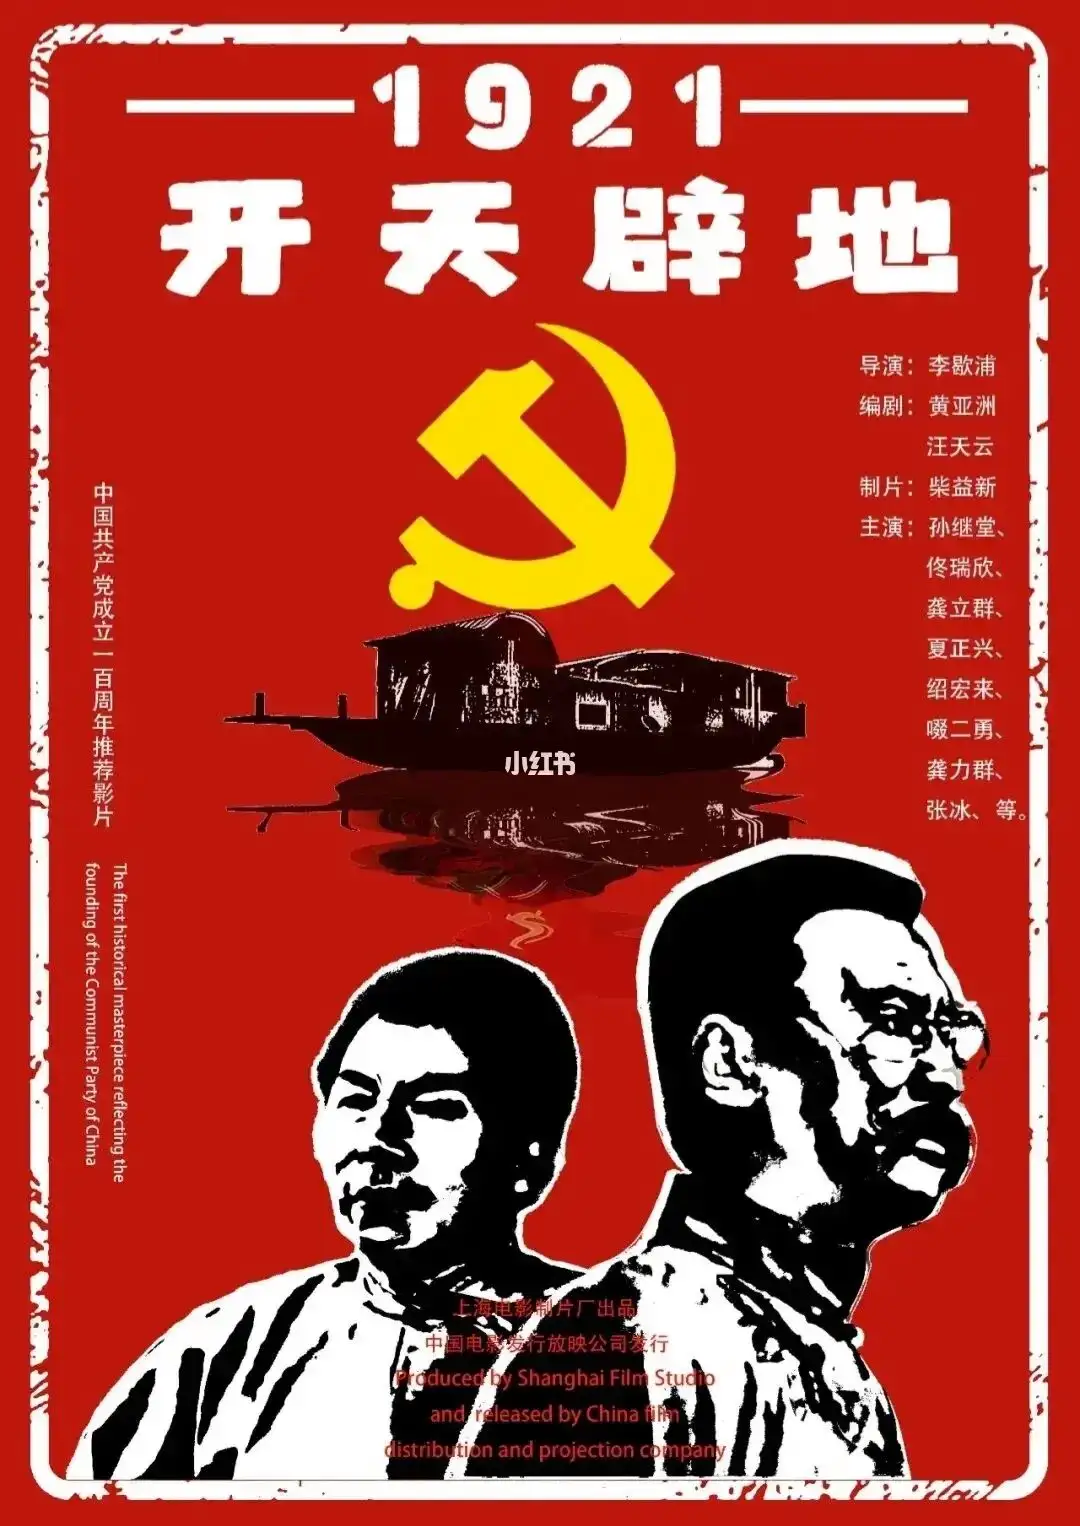 1921
开天辟地
导演：李歇浦
编剧：黄亚洲
汪天云
制片：柴益新
主演：孙继堂、
佟瑞欣、
龚立群、
夏正兴、
绍宏来、
啜二勇、
龚力群、
张冰、等。
中国共产党成立一百周年推荐影片
The first historical masterpiece reflecting the
founding of the Communist Party of China
小红书
上海电影制片厂出品
中国电影发行放映公司发行
Produced by Shanghai Film Studio
and released by China film
distribution and projection company